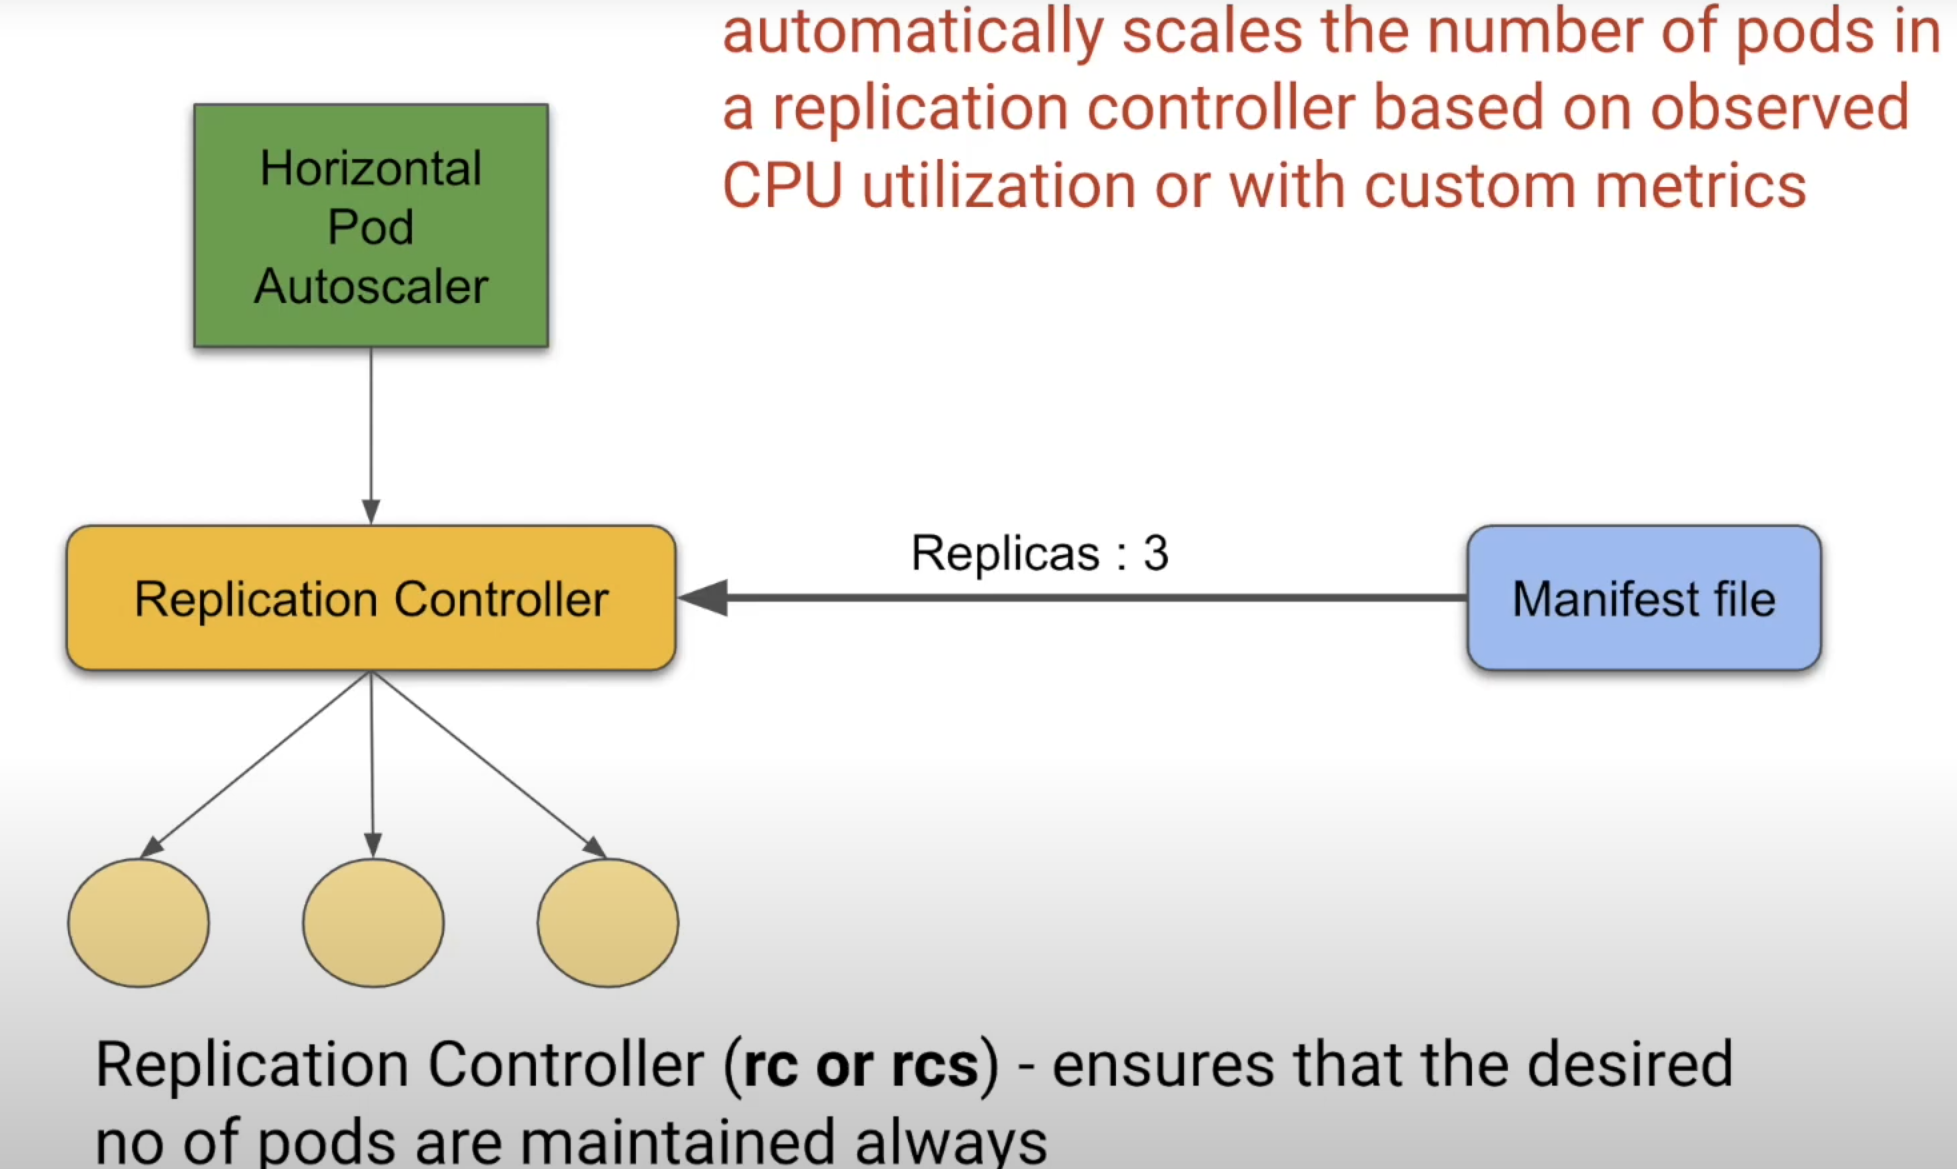 automatically scales the number of pods in
a replication controller based on observed
CPU utilization or with custom metrics
Horizontal
Pod
Autoscaler
Replicas : 3
Replication Controller
Manifest file
Replication Controller (rc or rcs) - ensures that the desired
no of pods are maintained always